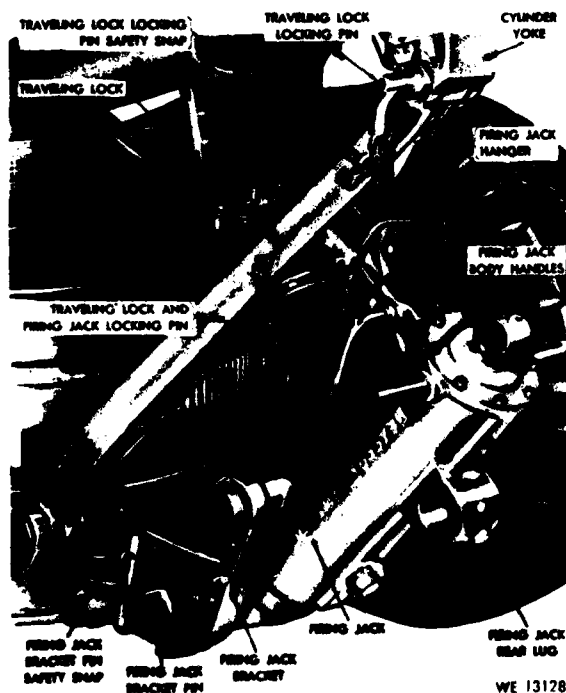 TRAVELING LOCK LOCKING
PIN SAFETY SNAP
TRAVELING LOCK
LOCKING PIN
CYLINDER
YOKE
TRAVELING LOCK
FIRING JACK
HANGER
FIRING JACK
BODY HANDLES
TRAVELING LOCK AND
FIRING JACK LOCKING PIN
FIRING JACK
BRACKET PIN
SAFETY SNAP
FIRING JACK
BRACKET PIN
FIRING JACK
BRACKET
FIRING JACK
FIRING JACK
REAR LUG
WE 13128